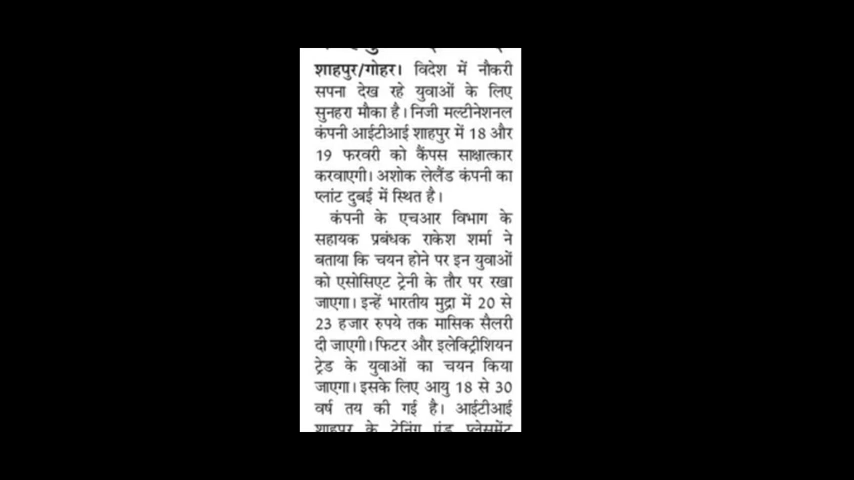 शाहपुर/गोहर। विदेश में नौकरी
सपना देख रहे युवाओं के लिए
सुनहरा मौका है। निजी मल्टीनेशनल
कंपनी आईटीआई शाहपुर में 18 और
19 फरवरी को कैंपस साक्षात्कार
करवाएगी। अशोक लेलैंड कंपनी का
प्लांट दुबई में स्थित है।
कंपनी के एचआर विभाग के
सहायक प्रबंधक राकेश शर्मा ने
बताया कि चयन होने पर इन युवाओं
को एसोसिएट ट्रेनी के तौर पर रखा
जाएगा। इन्हें भारतीय मुद्रा में 20 से
23 हजार रुपये तक मासिक सैलरी
दी जाएगी। फिटर और इलेक्ट्रिीशियन
ट्रेड के युवाओं का चयन किया
जाएगा। इसके लिए आयु 18 से 30
वर्ष तय की गई है। आईटीआई
शाहपुर के ट्रेनिंग एंड प्लेसमेंट